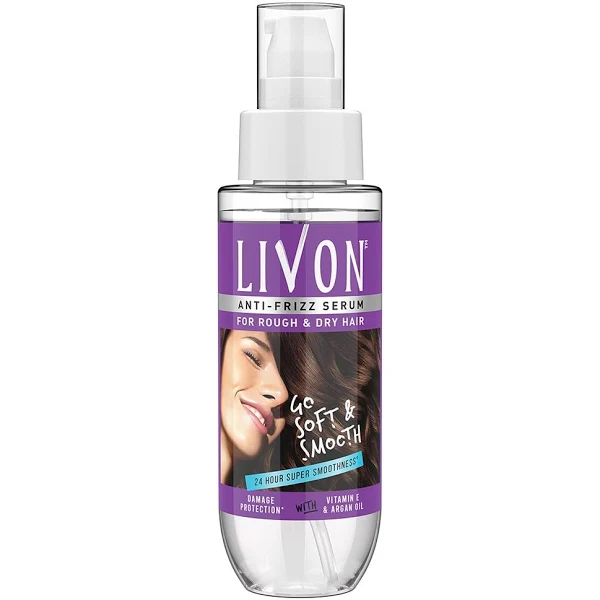 LIVON™
ANTI-FRIZZ SERUM
FOR ROUGH & DRY HAIR
GO
SOFT &
SMOOTH
24 HOUR SUPER SMOOTHNESS*
DAMAGE
PROTECTION*
WITH
VITAMIN E
& ARGAN OIL